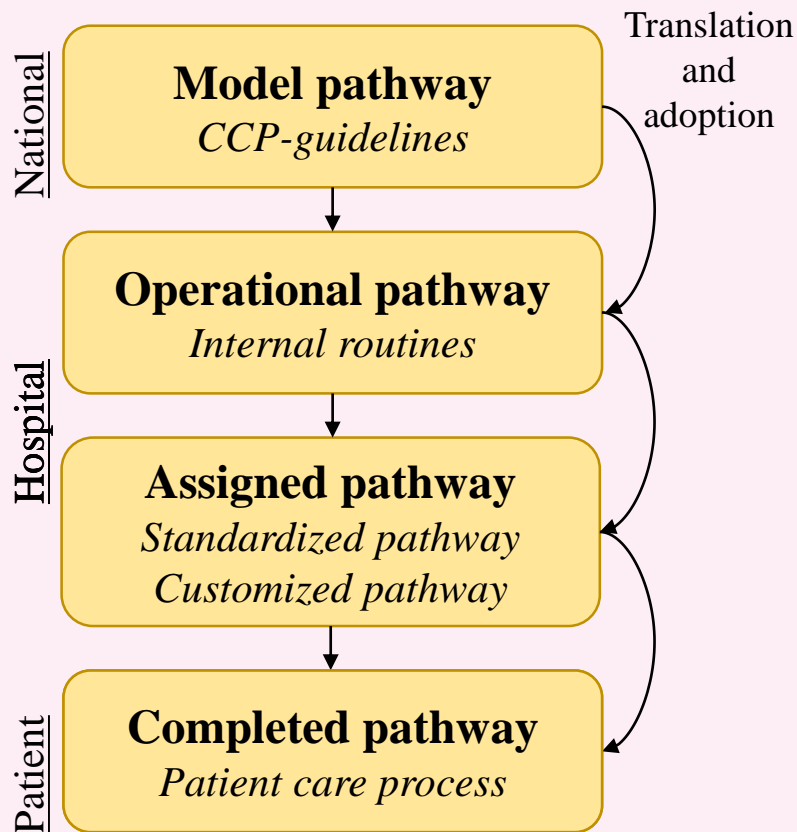 Translation
and
adoption
National
Model pathway
CCP-guidelines
Operational pathway
Internal routines
Hospital
Assigned pathway
Standardized pathway
Customized pathway
Patient
Completed pathway
Patient care process